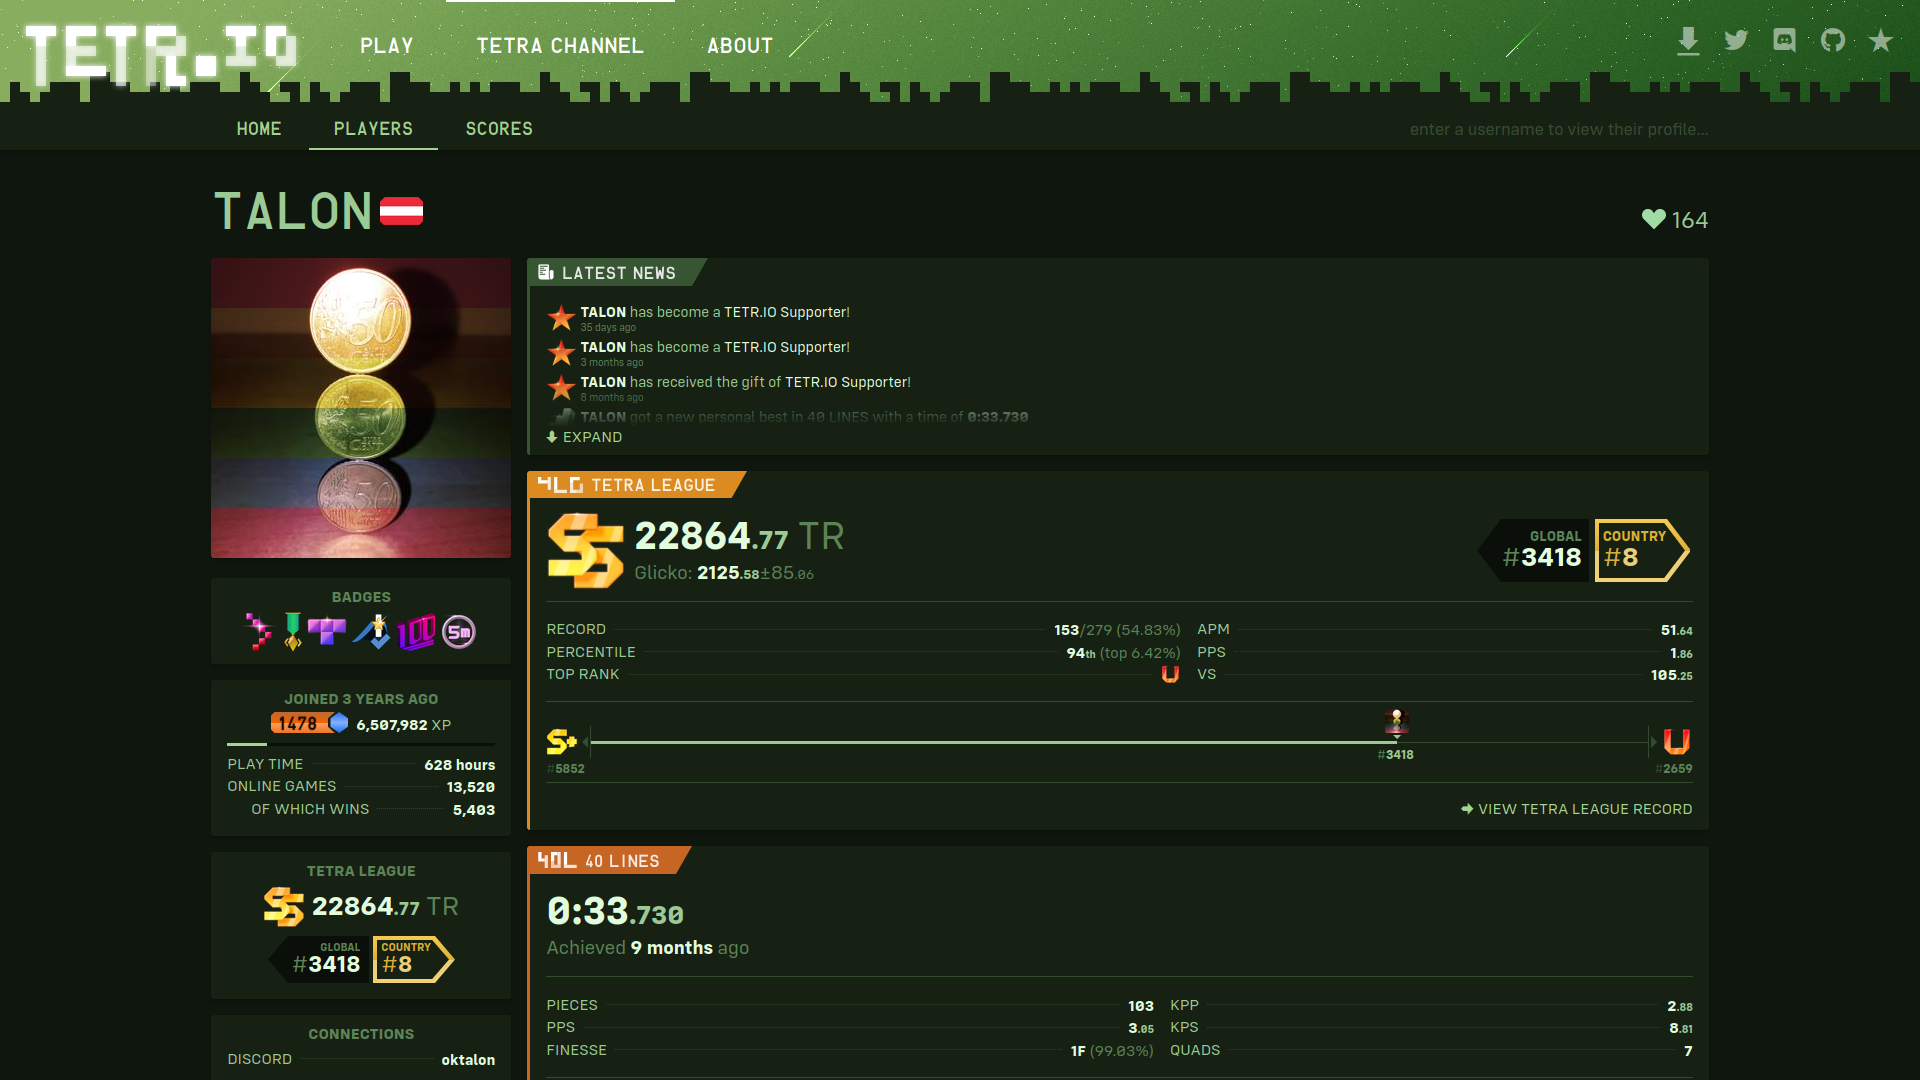 TETR.IO
PLAY
TETRA CHANNEL
ABOUT
HOME
PLAYERS
SCORES
enter a username to view their profile...
TALON
164
BADGES
100
5m
JOINED 3 YEARS AGO
1478 6,507,982 XP
PLAY TIME 628 hours
ONLINE GAMES 13,520
OF WHICH WINS 5,403
TETRA LEAGUE
SS 22864.77 TR
GLOBAL
#3418
COUNTRY
#8
CONNECTIONS
DISCORD oktalon
LATEST NEWS
TALON has become a TETR.IO Supporter!
35 days ago
TALON has become a TETR.IO Supporter!
3 months ago
TALON has received the gift of TETR.IO Supporter!
8 months ago
TALON got a new personal best in 40 LINES with a time of 0:33.730
EXPAND
4LG TETRA LEAGUE
SS 22864.77 TR
Glicko: 2125.58±85.06
GLOBAL
#3418
COUNTRY
#8
RECORD 153/279 (54.83%)
PERCENTILE 94th (top 6.42%)
TOP RANK U
APM 51.64
PPS 1.86
VS 105.25
S+
#5852
#3418
U
#2659
VIEW TETRA LEAGUE RECORD
40L 40 LINES
0:33.730
Achieved 9 months ago
PIECES 103
PPS 3.05
FINESSE 1F (99.03%)
KPP 2.88
KPS 8.81
QUADS 7